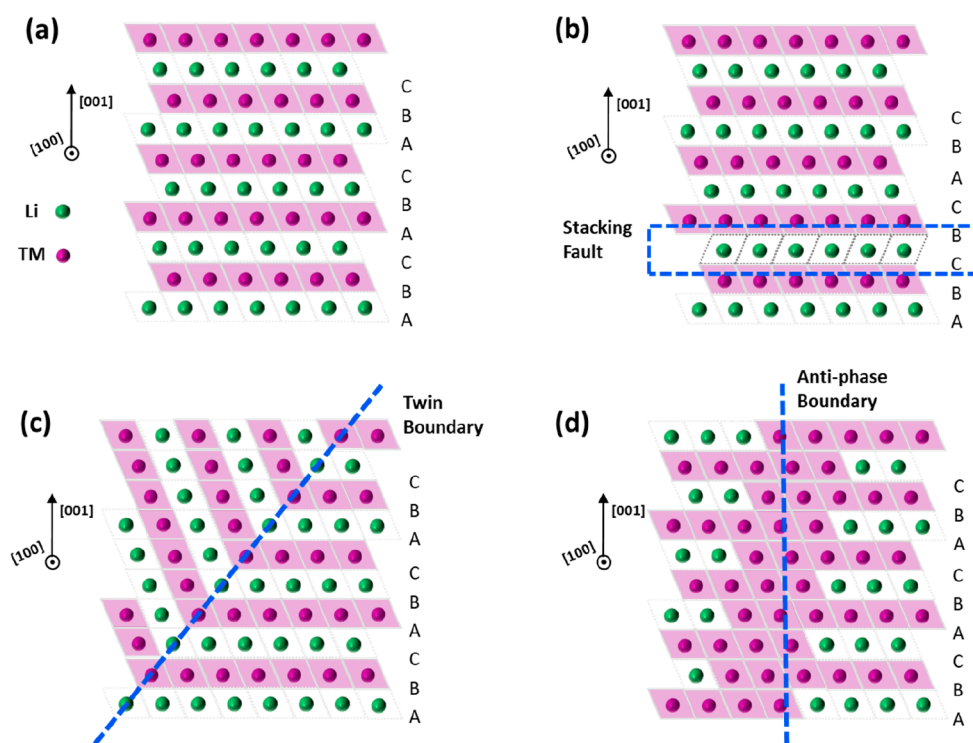 (a)
[001]
[100]
Li
TM
C
B
A
C
B
A
C
B
A
(b)
[001]
[100]
Stacking
Fault
C
B
A
C
B
C
B
A
(c)
Twin
Boundary
[001]
[100]
C
B
A
C
B
A
C
B
A
(d)
Anti-phase
Boundary
[001]
[100]
C
B
A
C
B
A
C
B
A